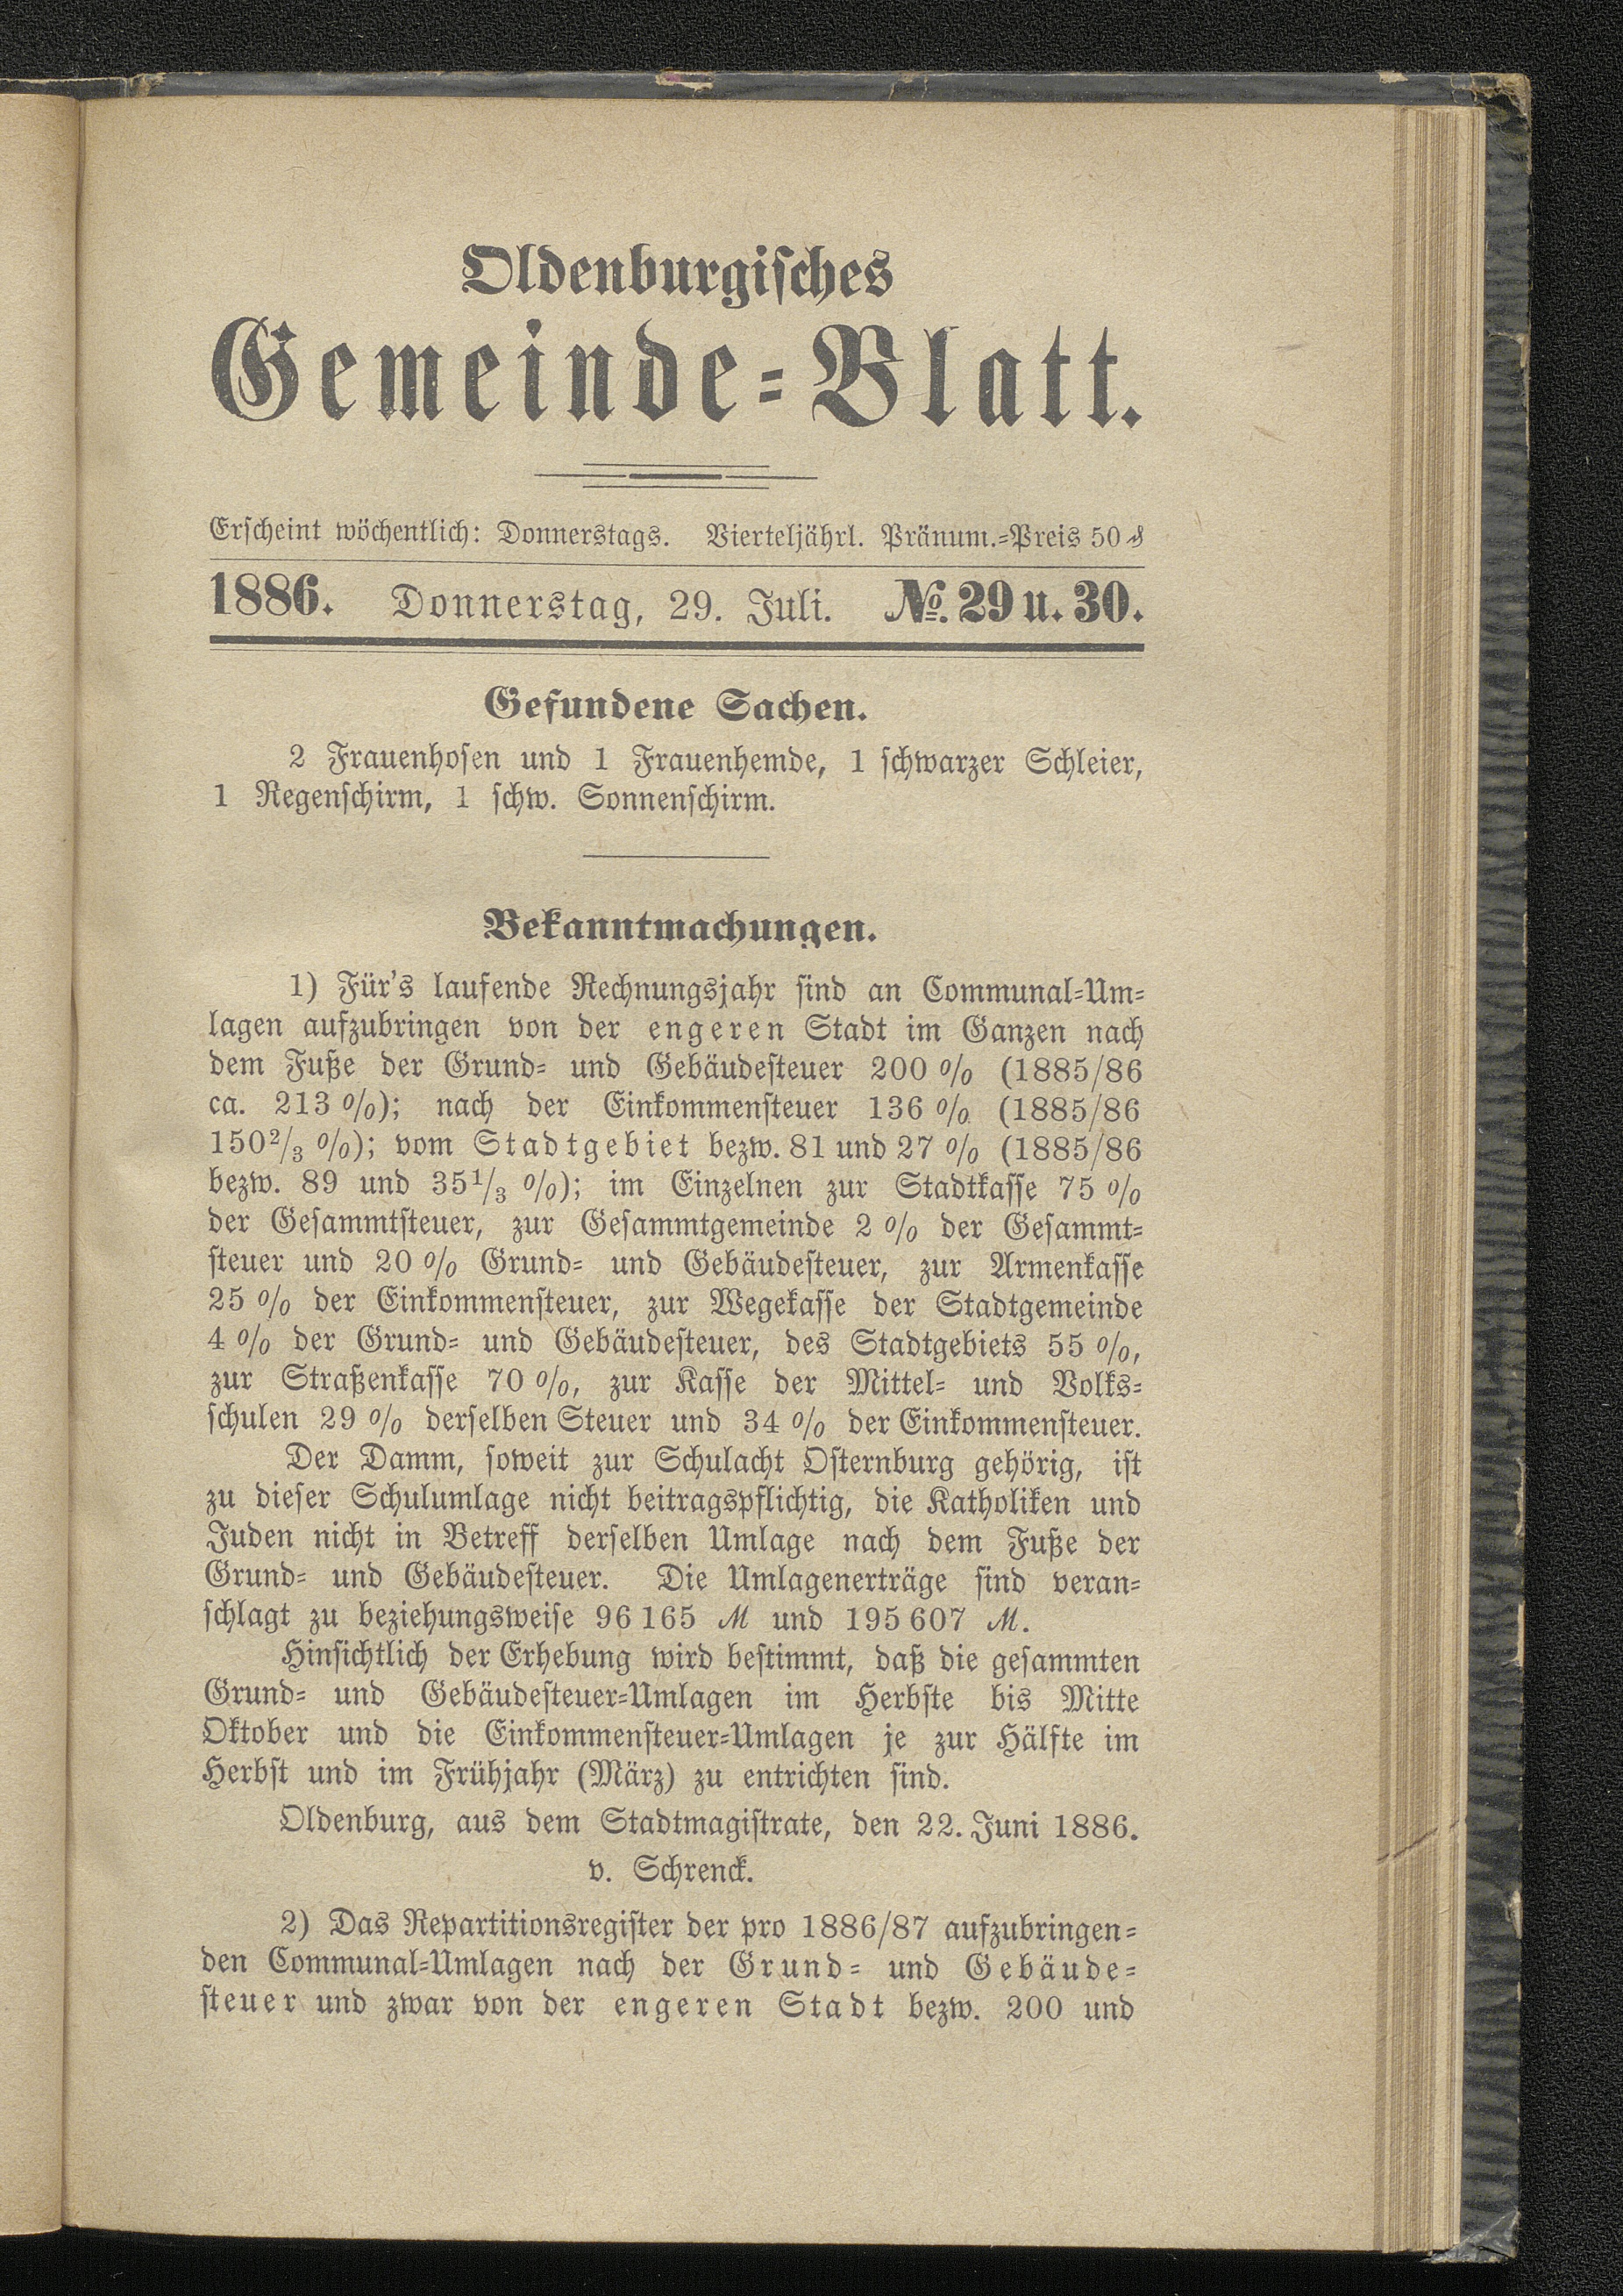 Oldenburgisches
Gemeinde-Blatt.
Erscheint wöchentlich: Donnerstags. Vierteljährl. Pränum.-Preis 50 ₰
1886. Donnerstag, 29. Juli. №. 29 u. 30.
Gefundene Sachen.
2 Frauenhosen und 1 Frauenhemde, 1 schwarzer Schleier,
1 Regenschirm, 1 schw. Sonnenschirm.
Bekanntmachungen.
1) Für's laufende Rechnungsjahr sind an Communal-Um-
lagen aufzubringen von der engeren Stadt im Ganzen nach
dem Fuße der Grund- und Gebäudesteuer 200 % (1885/86
ca. 213 %); nach der Einkommensteuer 136 % (1885/86
150²/₃ %); vom Stadtgebiet bezw. 81 und 27 % (1885/86
bezw. 89 und 35¹/₃ %); im Einzelnen zur Stadtkasse 75 %
der Gesammtsteuer, zur Gesammtgemeinde 2 % der Gesammt-
steuer und 20 % Grund- und Gebäudesteuer, zur Armenkasse
25 % der Einkommensteuer, zur Wegekasse der Stadtgemeinde
4 % der Grund- und Gebäudesteuer, des Stadtgebiets 55 %,
zur Straßenkasse 70 %, zur Kasse der Mittel- und Volks-
schulen 29 % derselben Steuer und 34 % der Einkommensteuer.
Der Damm, soweit zur Schulacht Osternburg gehörig, ist
zu dieser Schulumlage nicht beitragspflichtig, die Katholiken und
Juden nicht in Betreff derselben Umlage nach dem Fuße der
Grund- und Gebäudesteuer. Die Umlagenerträge sind veran-
schlagt zu beziehungsweise 96 165 ℳ und 195 607 ℳ.
Hinsichtlich der Erhebung wird bestimmt, daß die gesammten
Grund- und Gebäudesteuer-Umlagen im Herbste bis Mitte
Oktober und die Einkommensteuer-Umlagen je zur Hälfte im
Herbst und im Frühjahr (März) zu entrichten sind.
Oldenburg, aus dem Stadtmagistrate, den 22. Juni 1886.
v. Schrenck.
2) Das Repartitionsregister der pro 1886/87 aufzubringen-
den Communal-Umlagen nach der Grund- und Gebäude-
steuer und zwar von der engeren Stadt bezw. 200 und